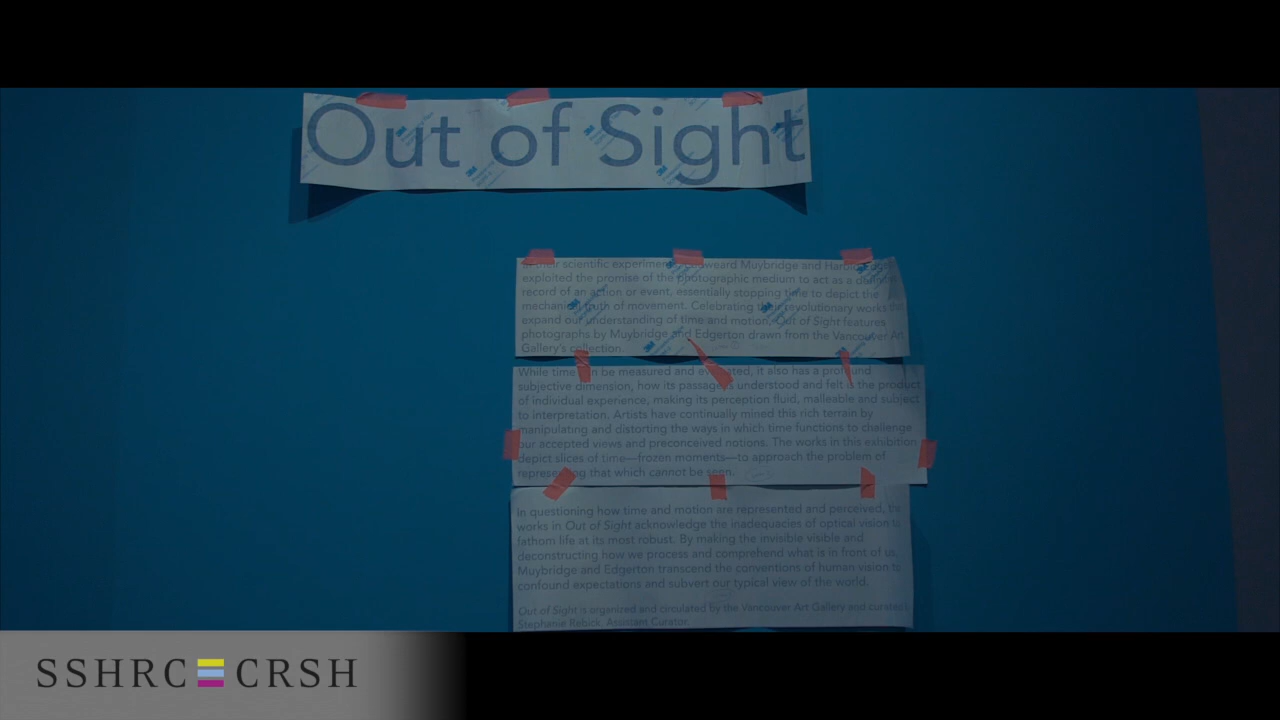 Out of Sight
their scientific experiments Muybridge and
exploited the promise of the photographic medium to act as a
record of an action or event, essentially stopping time to depict the
mechanical truth of movement. Celebrating their revolutionary works
expand our understanding of time and motion, Out of Sight features
photographs by Muybridge and Edgerton drawn from the Vancouver Art
Gallery's collection.
While time can be measured and it also has a profound
subjective dimension, how its passage is understood and felt is the product
of individual experience, making its perception fluid, malleable and subject
to interpretation. Artists have continually mined this rich terrain by
manipulating and distorting the ways in which time functions to challenge
our accepted views and preconceived notions. The works in this exhibition
depict slices of time—frozen moments—to approach the problem of
representing that which cannot be seen.
In questioning how time and motion are represented and perceived, the
works in Out of Sight acknowledge the inadequacies of optical vision to
fathom life at its most robust. By making the invisible visible and
deconstructing how we process and comprehend what is in front of us,
Muybridge and Edgerton transcend the conventions of human vision to
confound expectations and subvert our typical view of the world.
Out of Sight is organized and circulated by the Vancouver Art Gallery and curated
Stephanie Rebick, Assistant Curator.
SSHRC CRSH